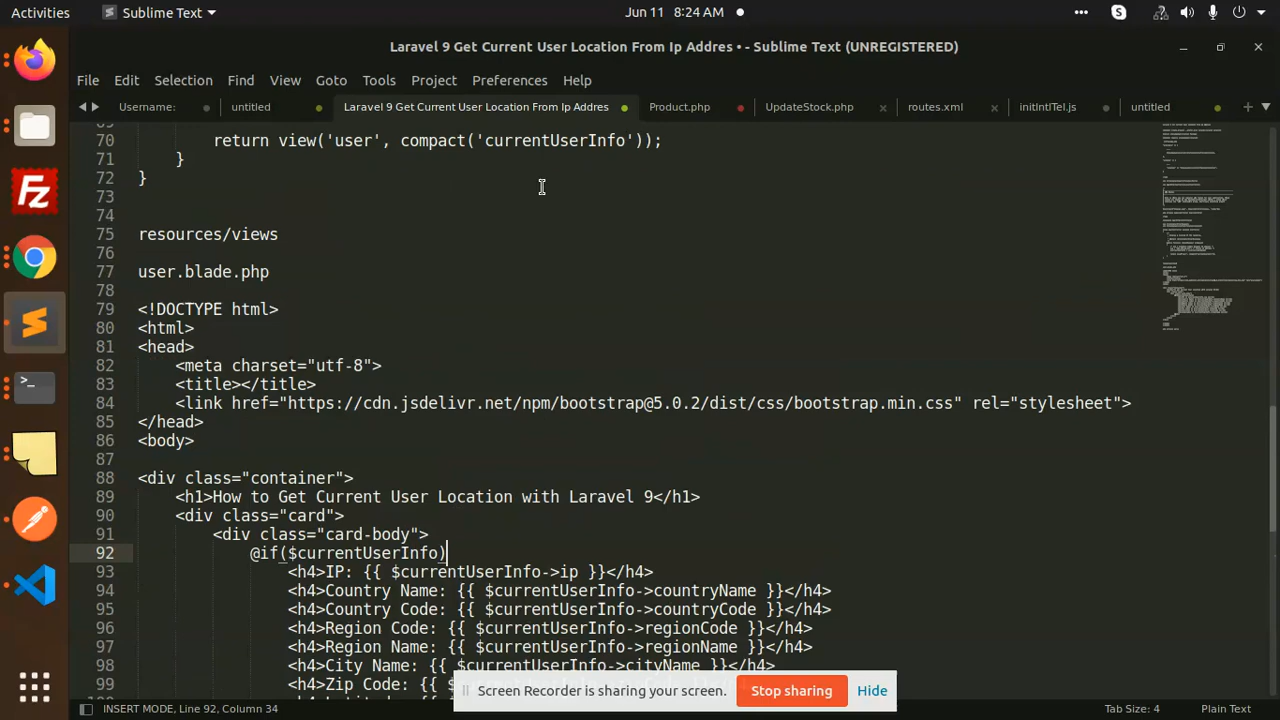 Activities
Sublime Text
Jun 11 8:24 AM
Laravel 9 Get Current User Location From Ip Addres • - Sublime Text (UNREGISTERED)
File Edit Selection Find View Goto Tools Project Preferences Help
Username: untitled Laravel 9 Get Current User Location From Ip Addres Product.php UpdateStock.php routes.xml initIntlTel.js untitled
69
70 return view('user', compact('currentUserInfo'));
71 }
72 }
73
74
75 resources/views
76
77 user.blade.php
78
79 <!DOCTYPE html>
80 <html>
81 <head>
82 <meta charset="utf-8">
83 <title></title>
84 <link href="https://cdn.jsdelivr.net/npm/bootstrap@5.0.2/dist/css/bootstrap.min.css" rel="stylesheet">
85 </head>
86 <body>
87
88 <div class="container">
89 <h1>How to Get Current User Location with Laravel 9</h1>
90 <div class="card">
91 <div class="card-body">
92 @if($currentUserInfo)
93 <h4>IP: {{ $currentUserInfo->ip }}</h4>
94 <h4>Country Name: {{ $currentUserInfo->countryName }}</h4>
95 <h4>Country Code: {{ $currentUserInfo->countryCode }}</h4>
96 <h4>Region Code: {{ $currentUserInfo->regionCode }}</h4>
97 <h4>Region Name: {{ $currentUserInfo->regionName }}</h4>
98 <h4>City Name: {{ $currentUserInfo->cityName }}</h4>
99 <h4>Zip Code: {{
Screen Recorder is sharing your screen. Stop sharing Hide
INSERT MODE, Line 92, Column 34 Tab Size: 4 Plain Text